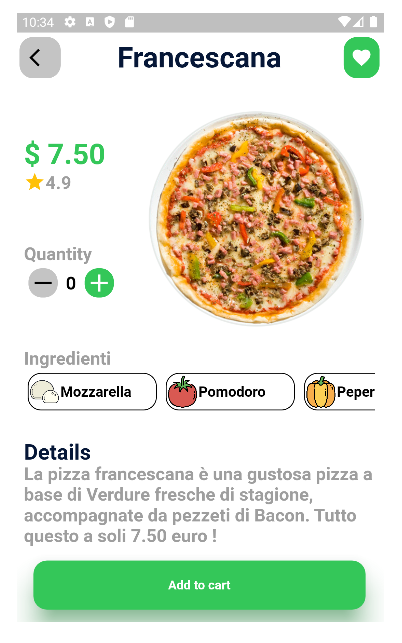 10:34
Francescana
$ 7.50
4.9
Quantity
0
Ingredienti
Mozzarella
Pomodoro
Peper
Details
La pizza francescana è una gustosa pizza a
base di Verdure fresche di stagione,
accompagnate da pezzeti di Bacon. Tutto
questo a soli 7.50 euro !
Add to cart